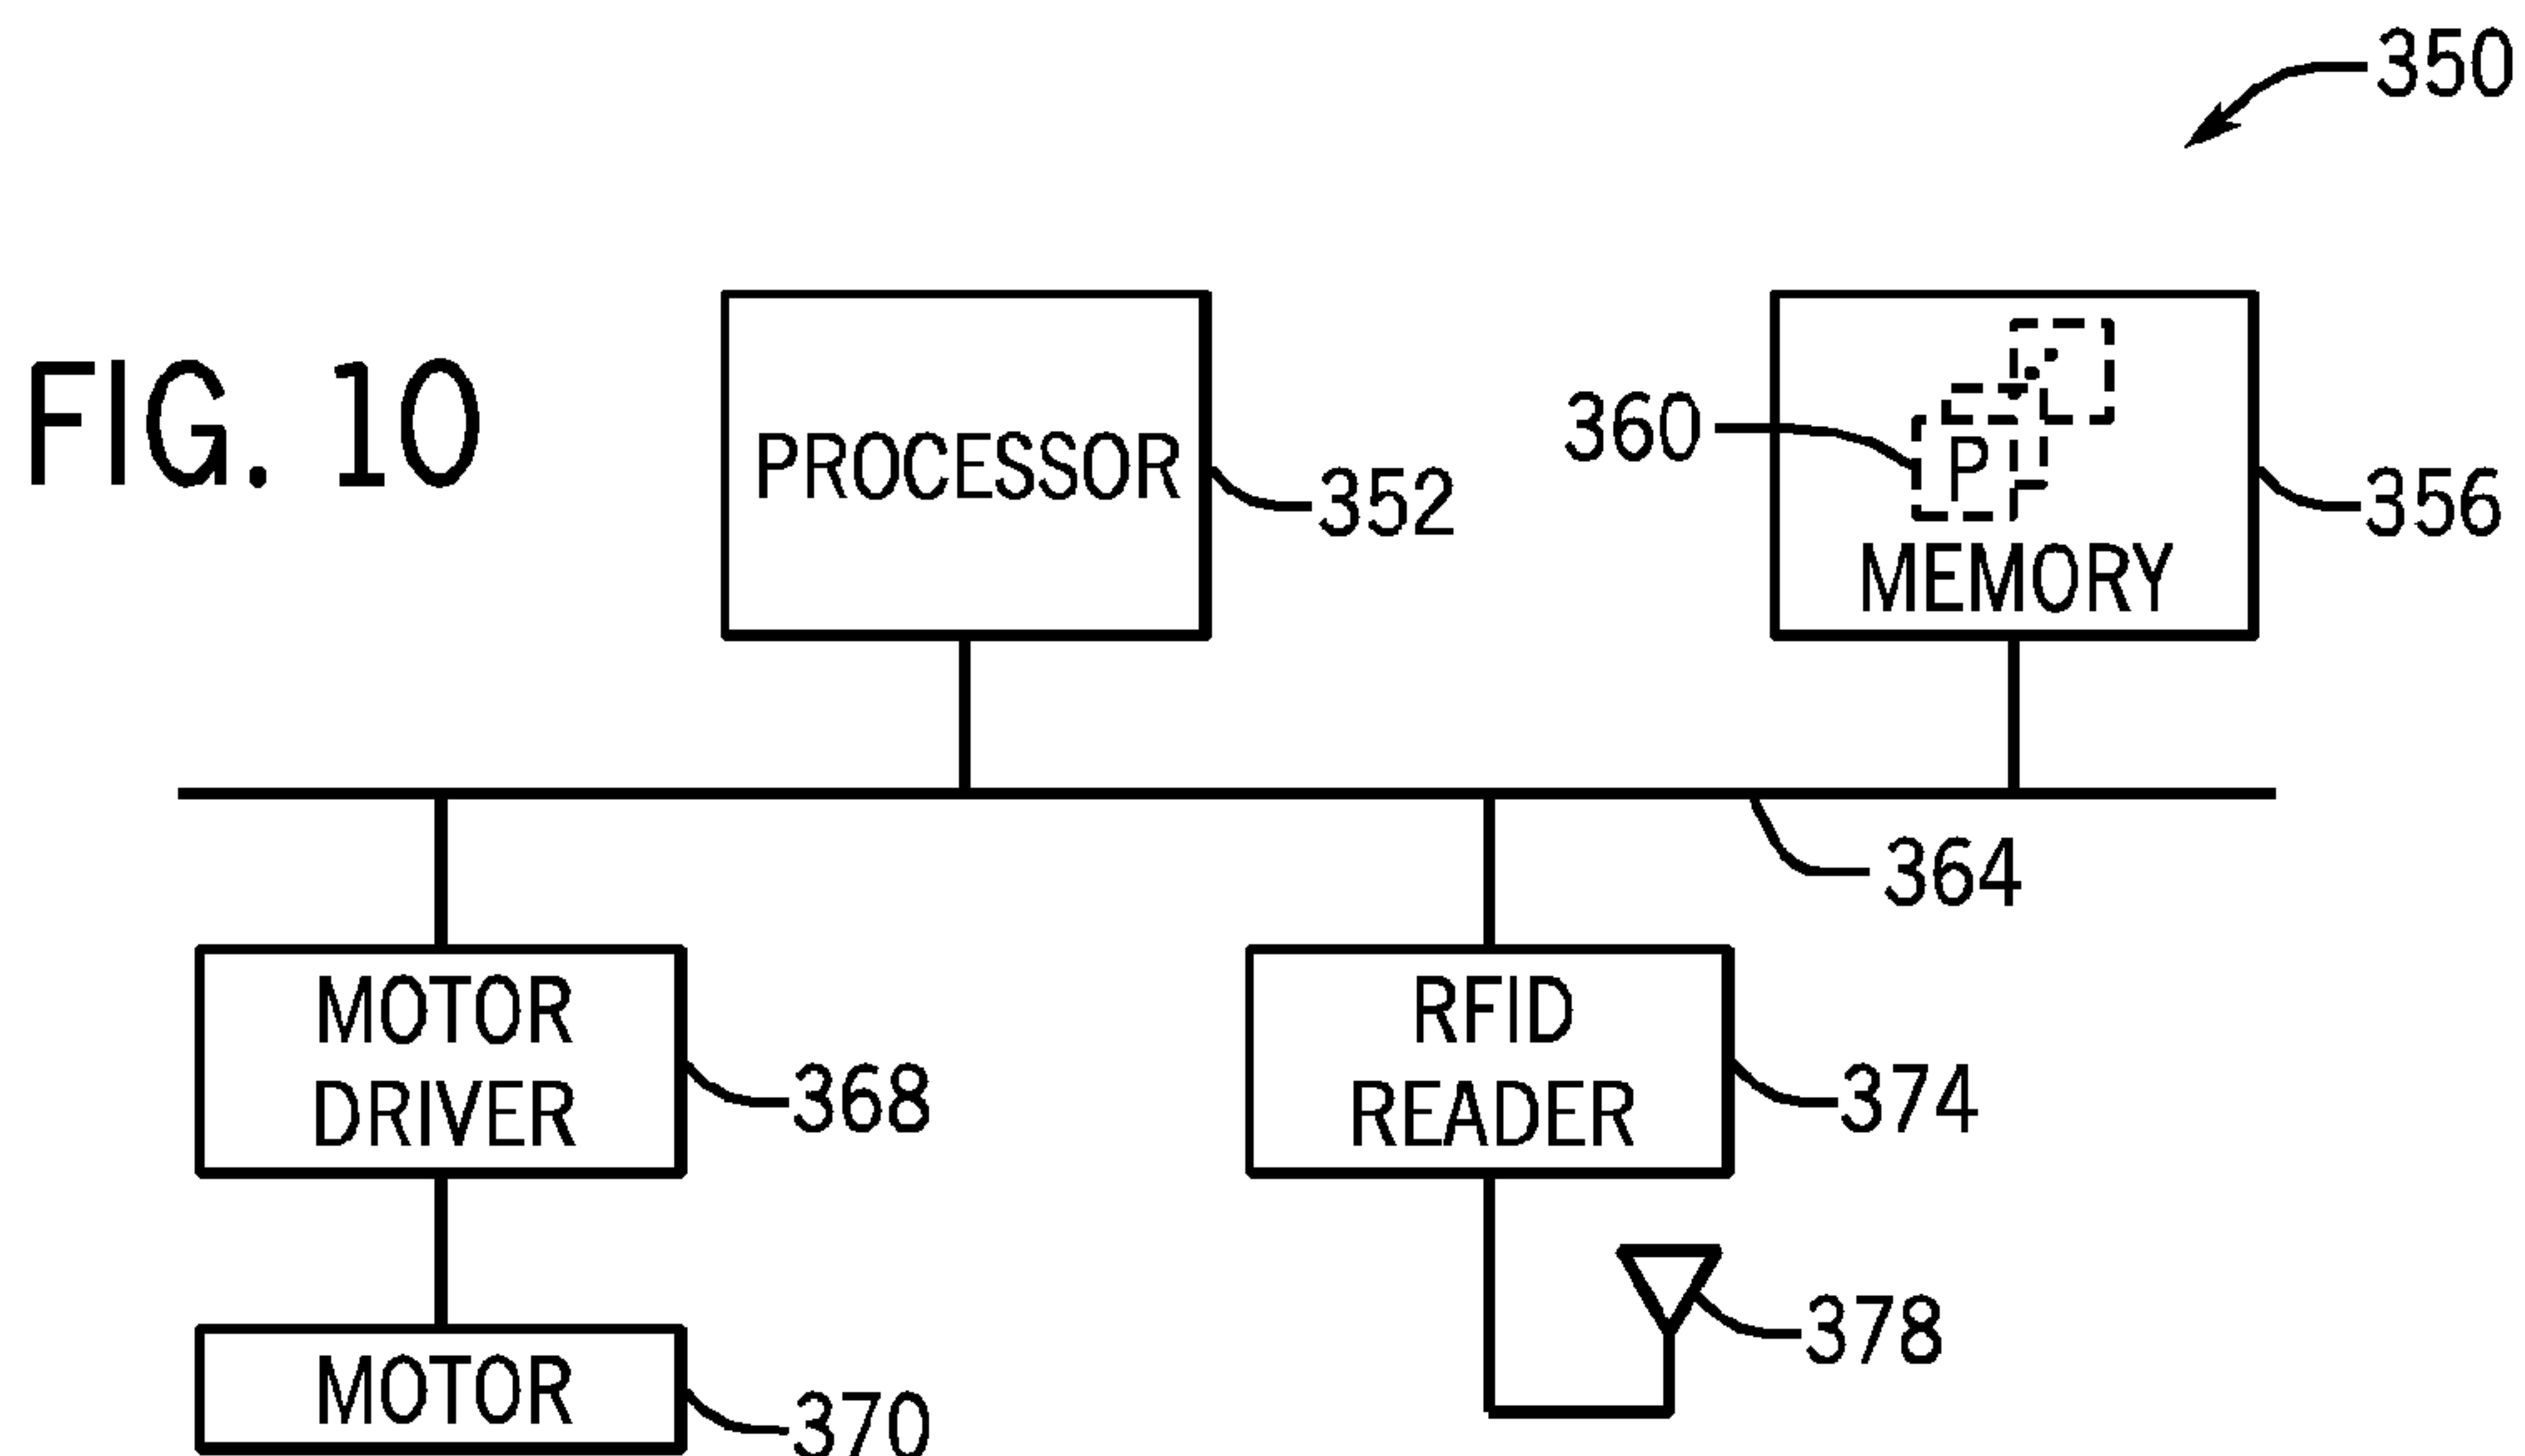 350
FIG. 10
PROCESSOR
352
360
P
MEMORY
356
364
MOTOR
DRIVER
368
RFID
READER
374
378
MOTOR
370